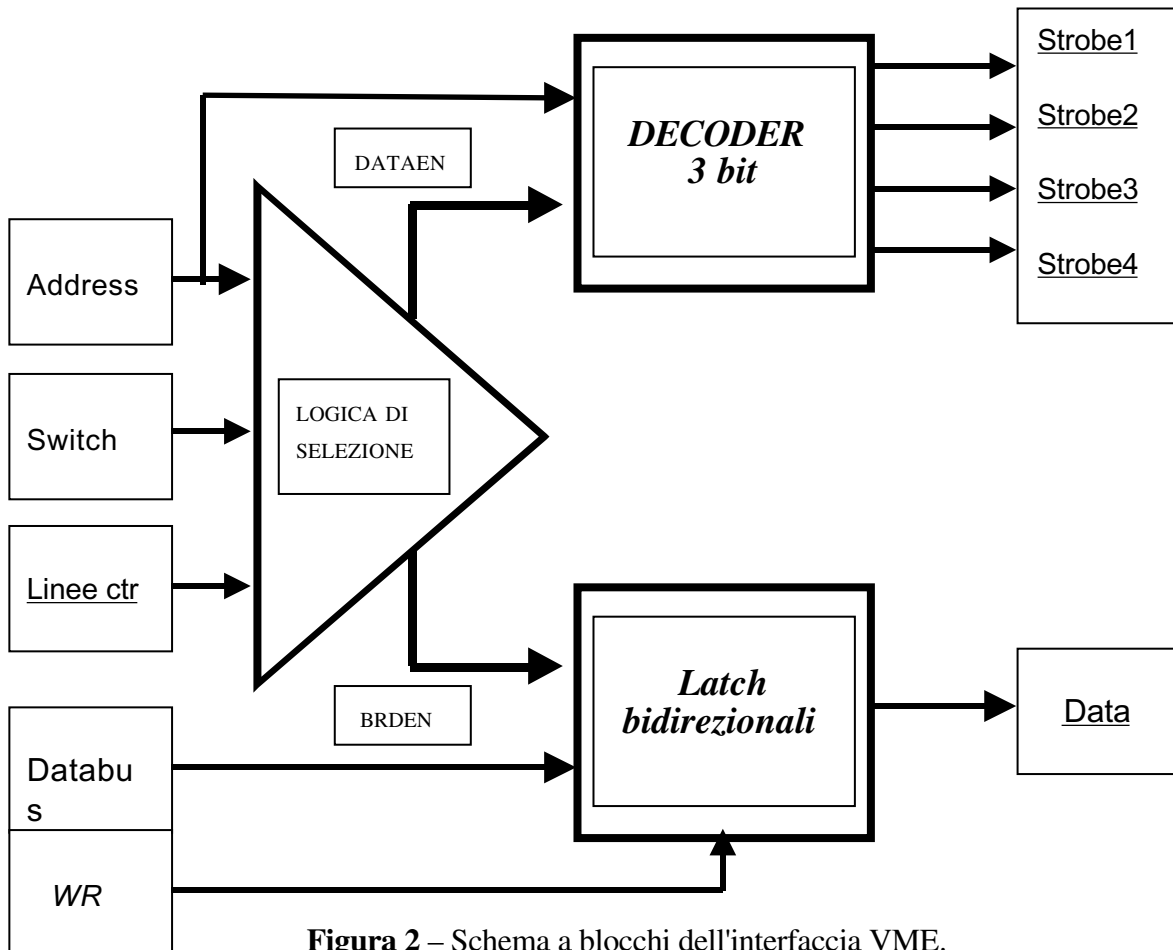 Strobe1
DECODER
3 bit
Strobe2
DATAEN
Strobe3
Strobe4
Address
LOGICA DI
SELEZIONE
Switch
Linee ctr
Latch
bidirezionali
Data
BRDEN
Databu
s
WR
Figura 2 – Schema a blocchi dell'interfaccia VME.